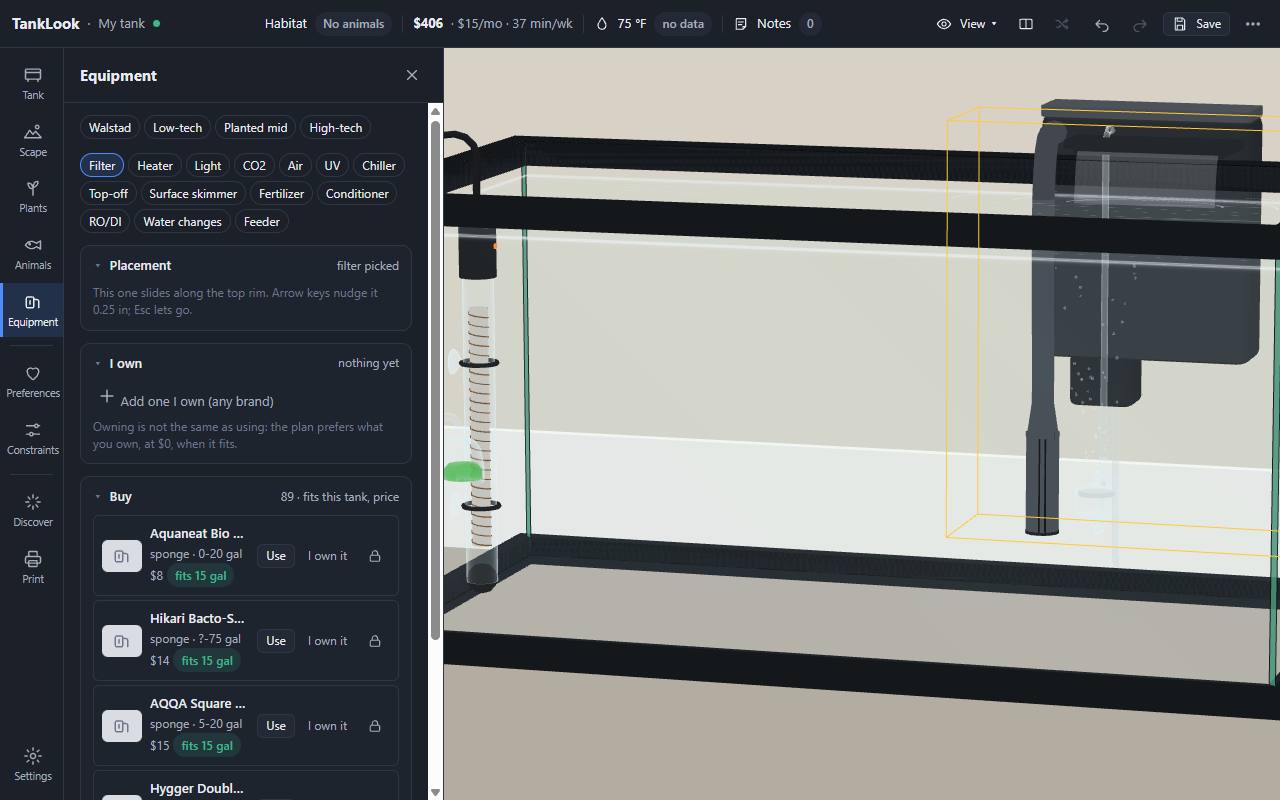 TankLook · My tank
Habitat No animals $406 · $15/mo · 37 min/wk 75 °F no data Notes 0 View Save
Tank
Scape
Plants
Animals
Equipment
Preferences
Constraints
Discover
Print
Settings
Equipment
Walstad Low-tech Planted mid High-tech
Filter Heater Light CO2 Air UV Chiller
Top-off Surface skimmer Fertilizer Conditioner
RO/DI Water changes Feeder
Placement filter picked
This one slides along the top rim. Arrow keys nudge it
0.25 in; Esc lets go.
I own nothing yet
Add one I own (any brand)
Owning is not the same as using: the plan prefers what
you own, at $0, when it fits.
Buy 89 · fits this tank, price
Aquaneat Bio ...
sponge · 0-20 gal Use I own it
$8 fits 15 gal
Hikari Bacto-S...
sponge · ?-75 gal Use I own it
$14 fits 15 gal
AQQA Square ...
sponge · 5-20 gal Use I own it
$15 fits 15 gal
Hygger Doubl...